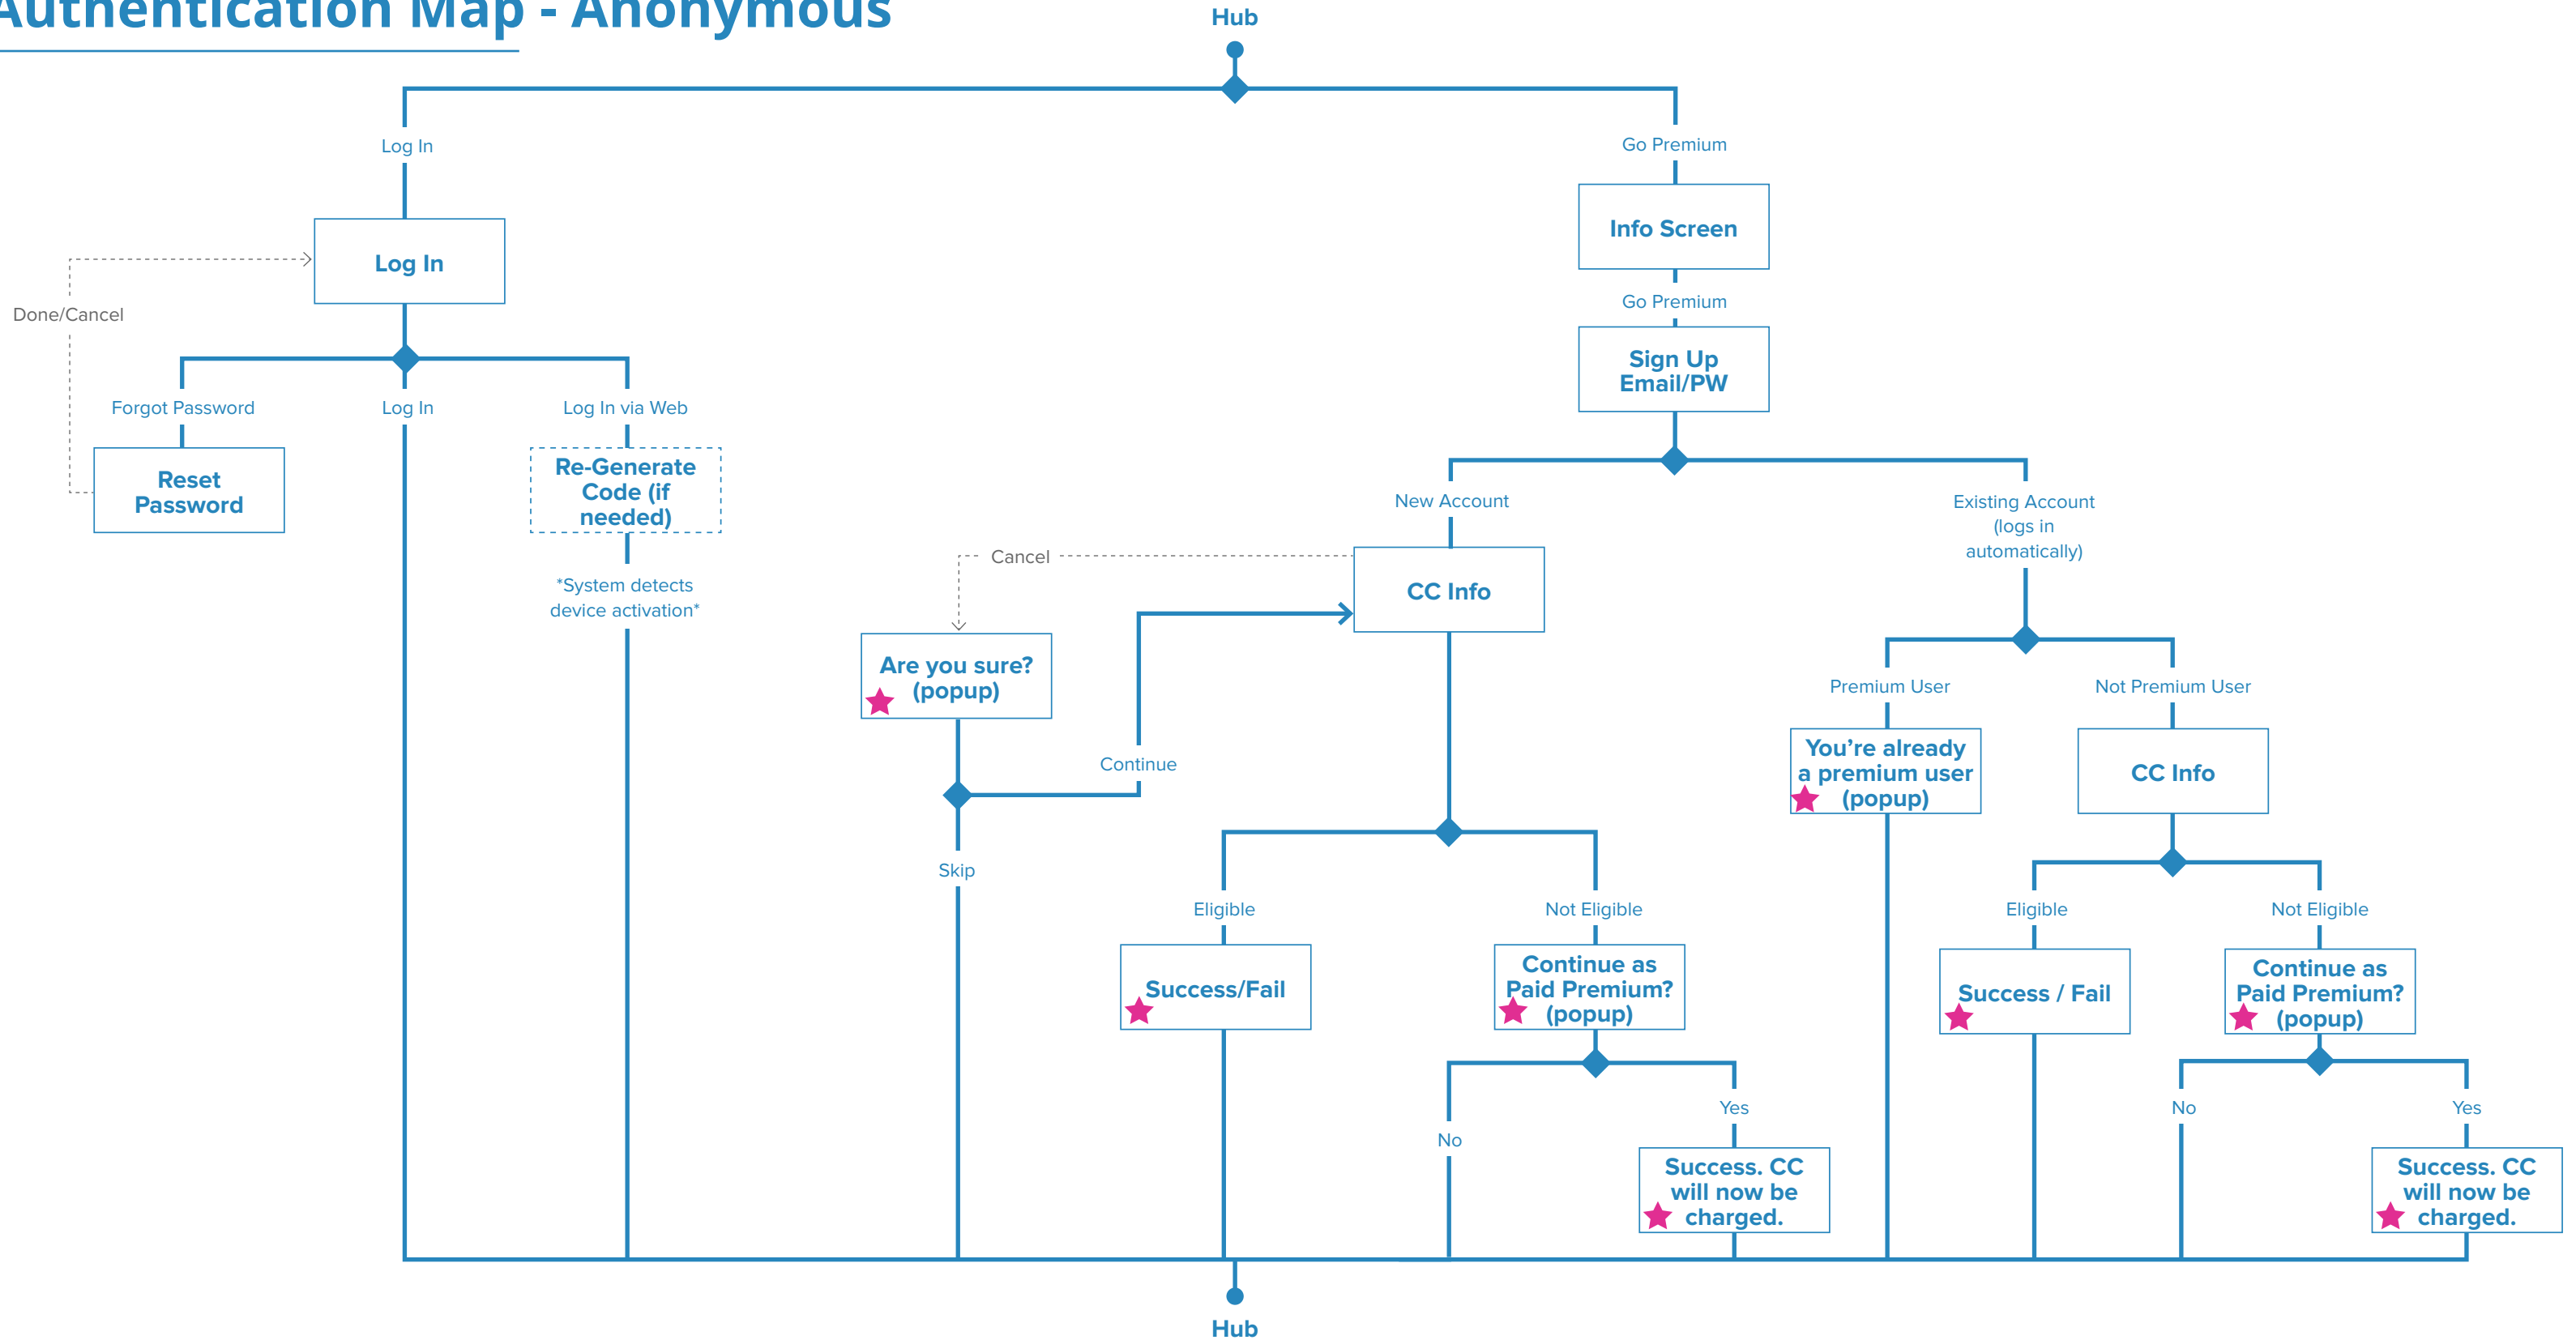 Authentication Map - Anonymous
Hub
Log In
Go Premium
Log In
Info Screen
Done/Cancel
Go Premium
Sign Up
Email/PW
Forgot Password
Log In
Log In via Web
Reset
Password
Re-Generate
Code (if
needed)
*System detects
device activation*
New Account
Existing Account
(logs in
automatically)
Cancel
CC Info
Are you sure?
(popup)
Continue
Skip
Premium User
Not Premium User
You’re already
a premium user
(popup)
CC Info
Eligible
Not Eligible
Eligible
Not Eligible
Success/Fail
Continue as
Paid Premium?
(popup)
Success / Fail
Continue as
Paid Premium?
(popup)
No
Yes
No
Yes
Success. CC
will now be
charged.
Success. CC
will now be
charged.
Hub